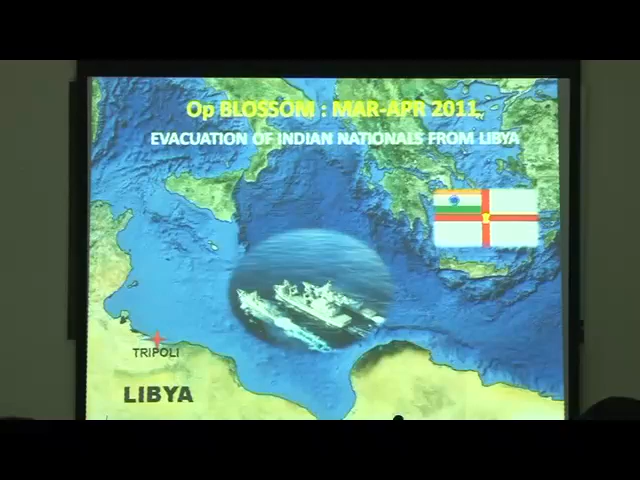 Op BLOSSOM : MAR-APR 2011
EVACUATION OF INDIAN NATIONALS FROM LIBYA
TRIPOLI
LIBYA